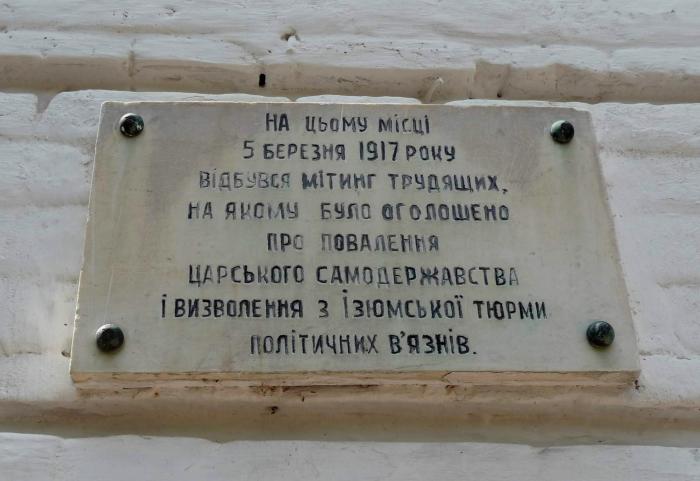 НА ЦЬОМУ МІСЦІ
5 БЕРЕЗНЯ 1917 РОКУ
ВІДБУВСЯ МІТИНГ ТРУДЯЩИХ,
НА ЯКОМУ БУЛО ОГОЛОШЕНО
ПРО ПОВАЛЕННЯ
ЦАРСЬКОГО САМОДЕРЖАВСТВА
І ВИЗВОЛЕННЯ З ІЗЮМСЬКОЇ ТЮРМИ
ПОЛІТИЧНИХ В'ЯЗНІВ.